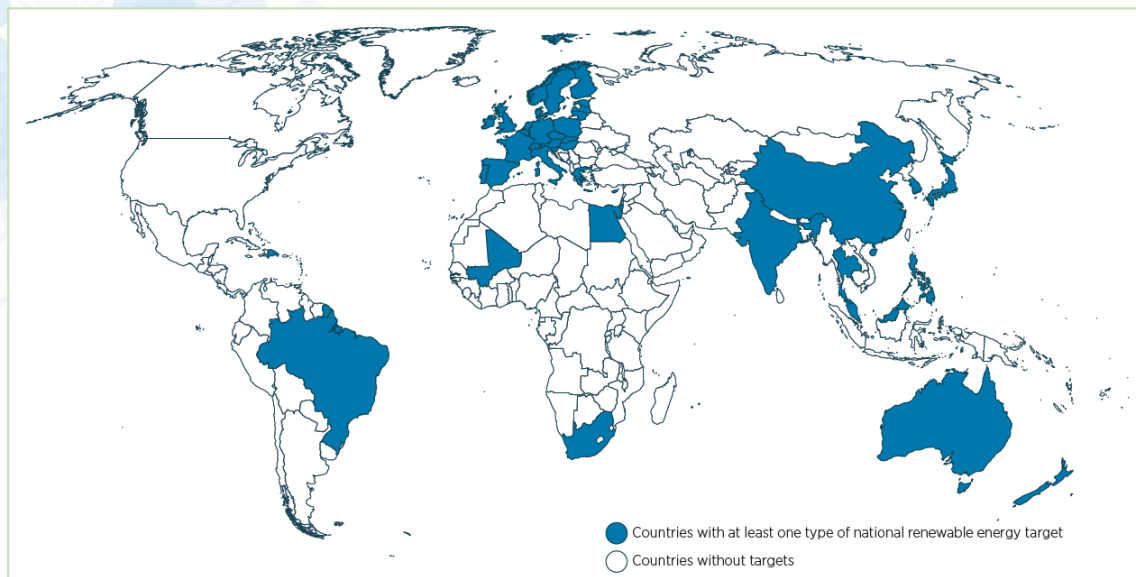 Countries with at least one type of national renewable energy target
Countries without targets